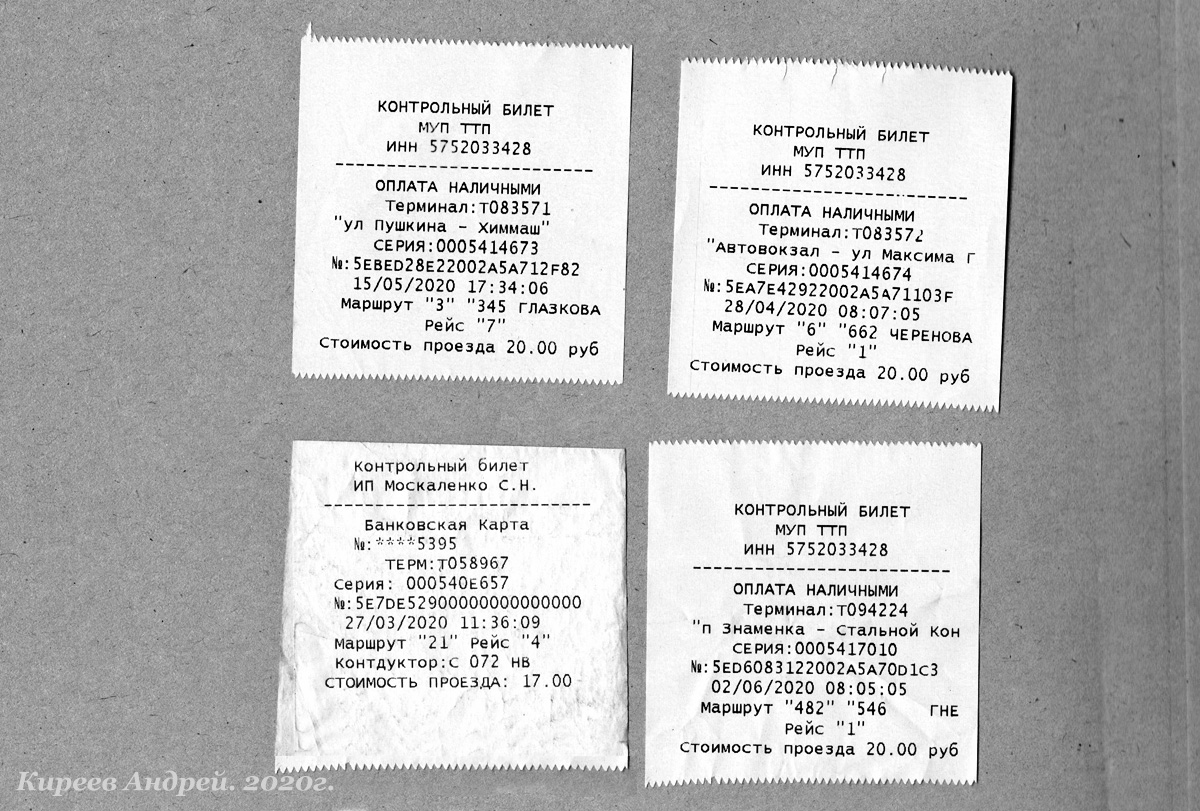 КОНТРОЛЬНЫЙ БИЛЕТ
МУП ТТП
ИНН 5752033428
------------------------------
ОПЛАТА НАЛИЧНЫМИ
Терминал:Т083571
"ул Пушкина - Химмаш"
СЕРИЯ:0005414673
№:5EBED28E22002A5A712F82
15/05/2020 17:34:06
Маршрут "3" "345 ГЛАЗКОВА
Рейс "7"
Стоимость проезда 20.00 руб
КОНТРОЛЬНЫЙ БИЛЕТ
МУП ТТП
ИНН 5752033428
------------------------------
ОПЛАТА НАЛИЧНЫМИ
Терминал:Т083572
"Автовокзал - ул Максима Г
СЕРИЯ:0005414674
№:5EA7E42922002A5A71103F
28/04/2020 08:07:05
Маршрут "6" "662 ЧЕРЕНОВА
Рейс "1"
Стоимость проезда 20.00 руб
Контрольный билет
ИП Москаленко С.Н.
------------------------------
Банковская Карта
№:****5395
ТЕРМ:Т058967
Серия: 000540E657
№:5E7DE52900000000000000
27/03/2020 11:36:09
Маршрут "21" Рейс "4"
Контдуктор:С 072 НВ
СТОИМОСТЬ ПРОЕЗДА: 17.00
КОНТРОЛЬНЫЙ БИЛЕТ
МУП ТТП
ИНН 5752033428
------------------------------
ОПЛАТА НАЛИЧНЫМИ
Терминал:Т094224
"п Знаменка - Стальной Кон
СЕРИЯ:0005417010
№:5ED6083122002A5A70D1C3
02/06/2020 08:05:05
Маршрут "482" "546 ГНЕ
Рейс "1"
Стоимость проезда 20.00 руб
Киреев Андрей. 2020г.